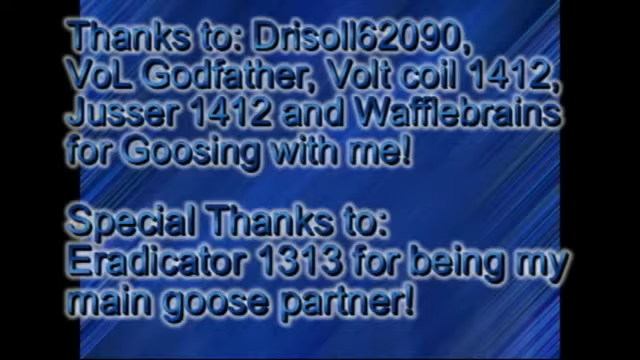 Thanks to: Drisoll62090,
VoL Godfather, Volt coil 1412,
Jusser 1412 and Wafflebrains
for Goosing with me!
Special Thanks to:
Eradicator 1313 for being my
main goose partner!